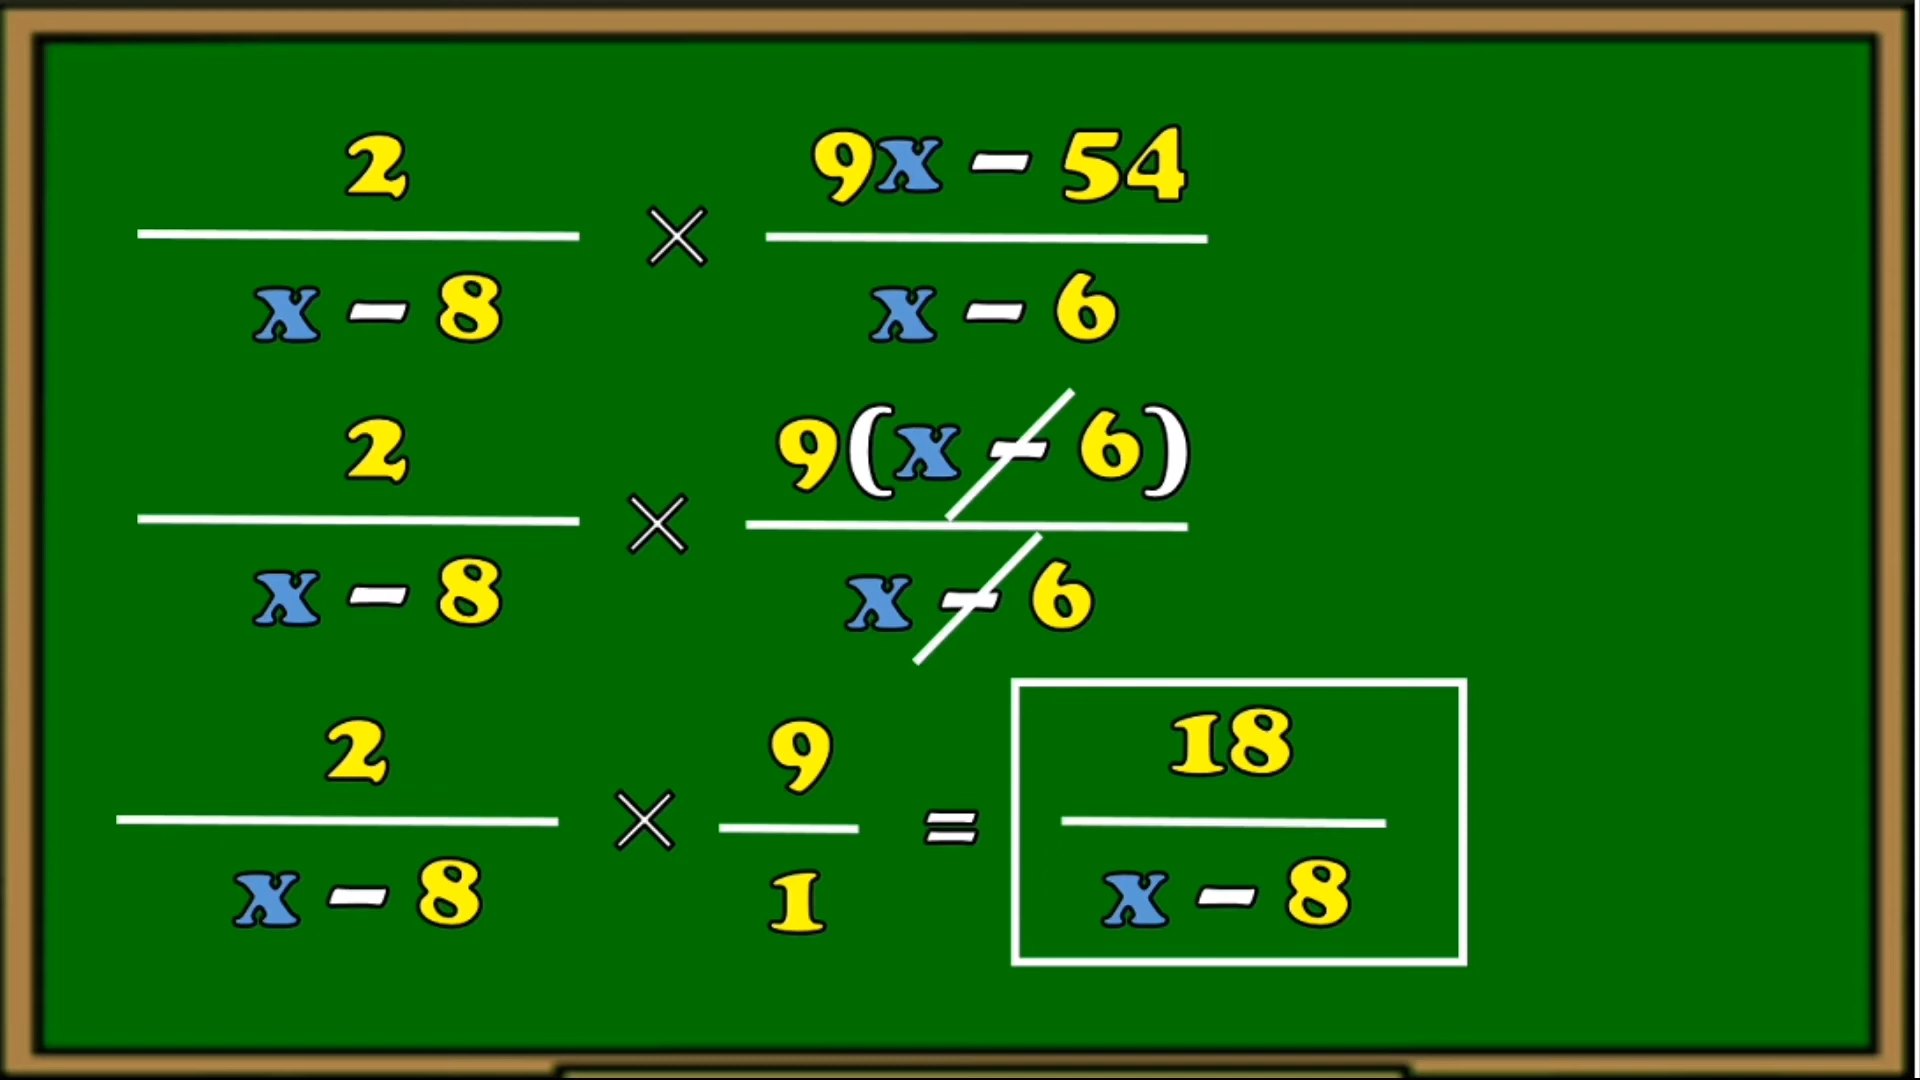 2 / x - 8 × 9x - 54 / x - 6
2 / x - 8 × 9(x - 6) / x - 6
2 / x - 8 × 9 / 1 = 18 / x - 8